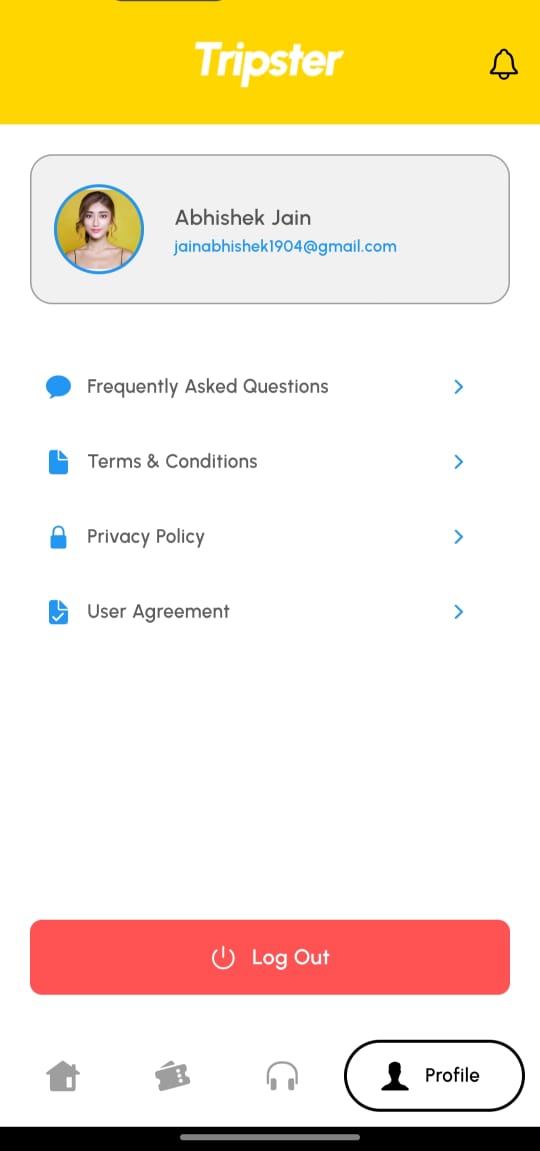 Tripster
Abhishek Jain
jainabhishek1904@gmail.com
Frequently Asked Questions
Terms & Conditions
Privacy Policy
User Agreement
Log Out
Profile